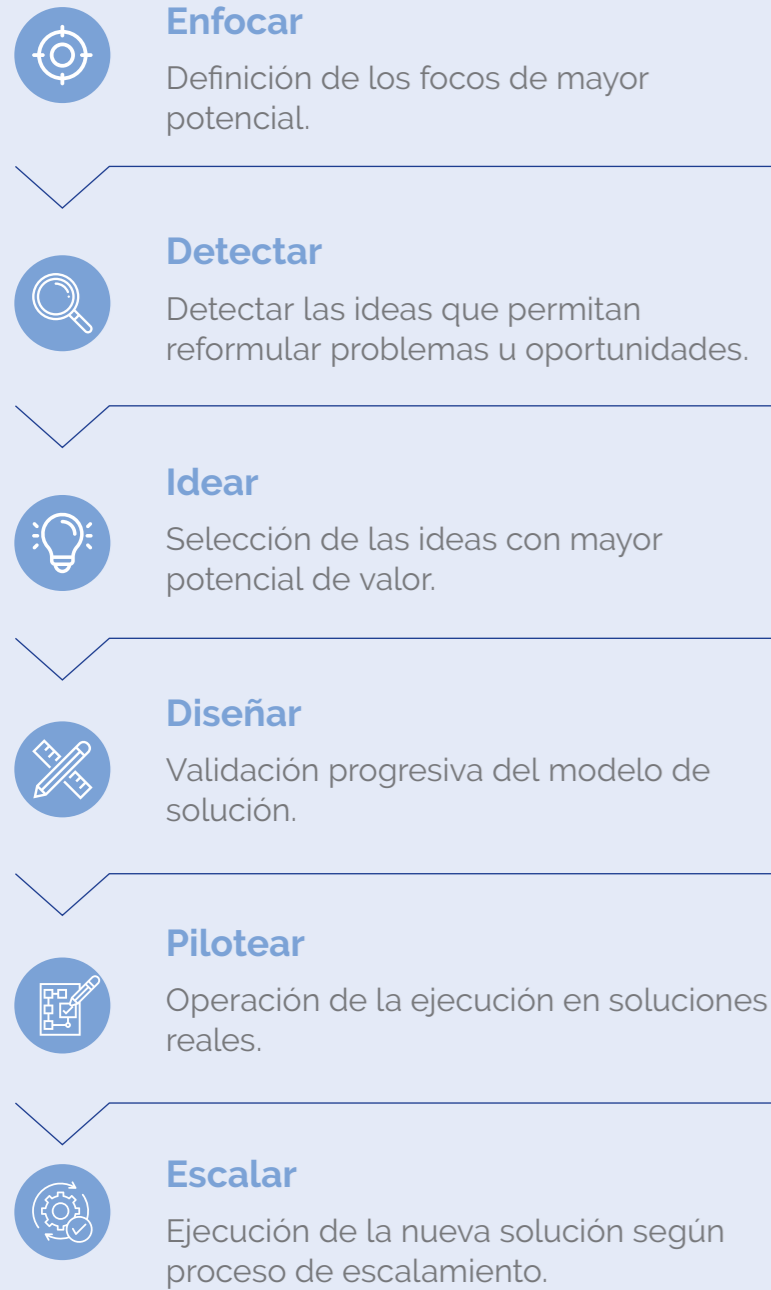 Enfocar
Definición de los focos de mayor
potencial.
Detectar
Detectar las ideas que permitan
reformular problemas u oportunidades.
Idear
Selección de las ideas con mayor
potencial de valor.
Diseñar
Validación progresiva del modelo de
solución.
Pilotear
Operación de la ejecución en soluciones
reales.
Escalar
Ejecución de la nueva solución según
proceso de escalamiento.